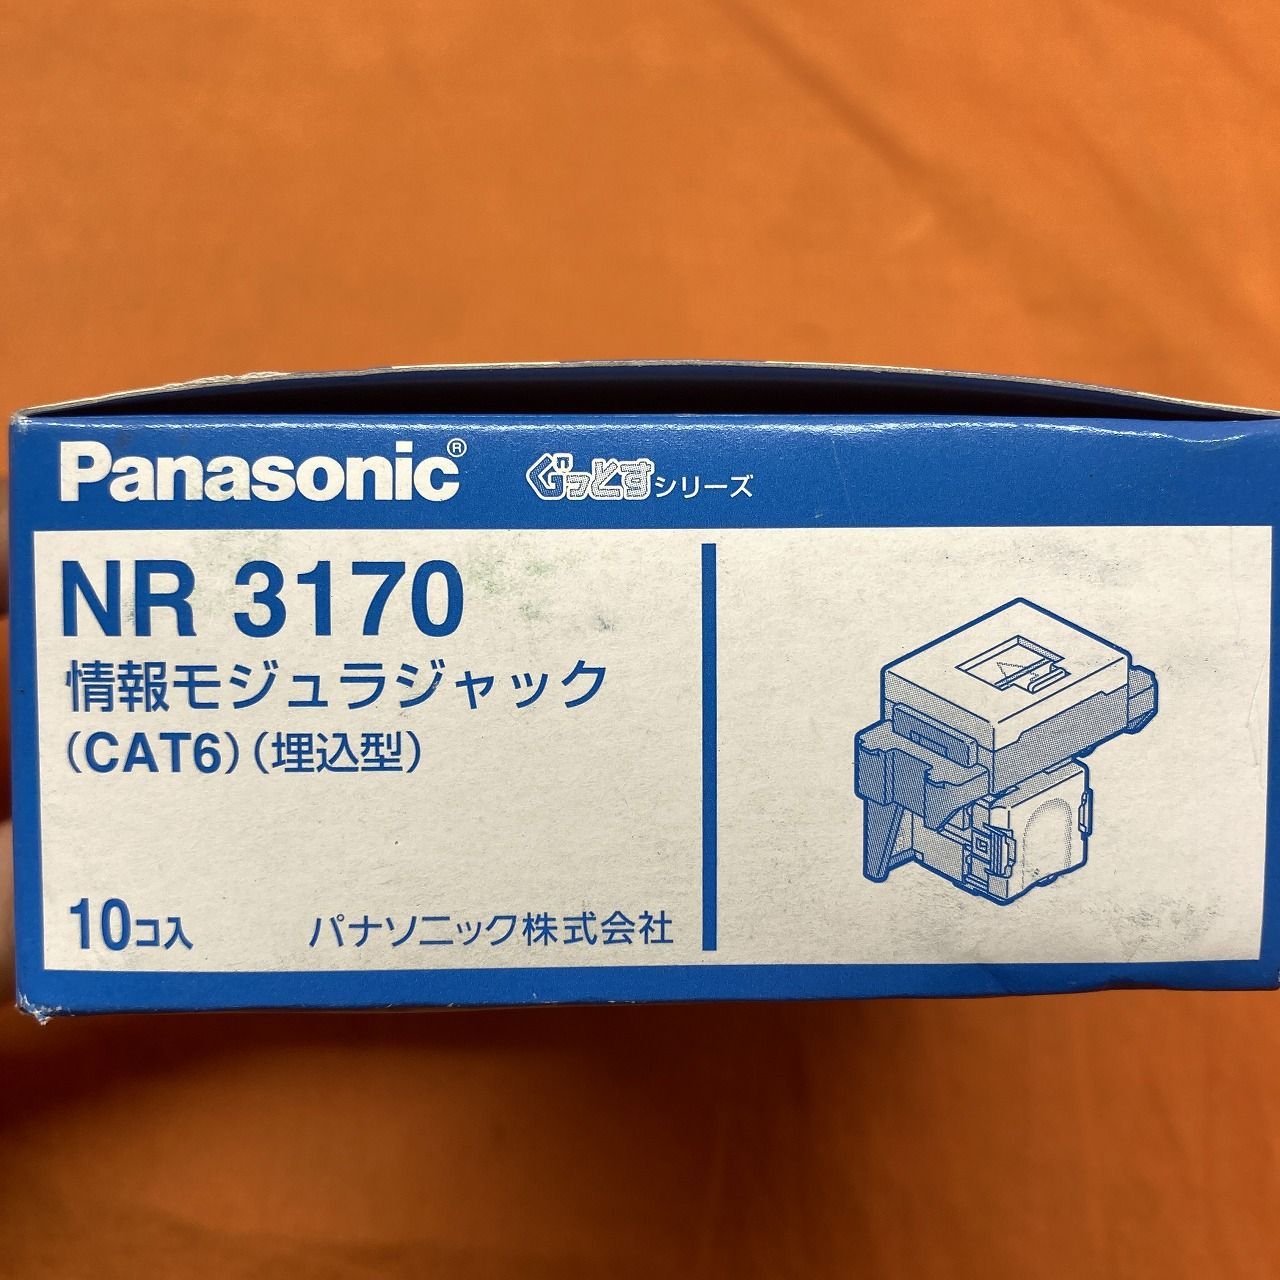 Panasonic® ぐっとすシリーズ
NR 3170
情報モジュラジャック
(CAT6)(埋込型)
10コ入 パナソニック株式会社